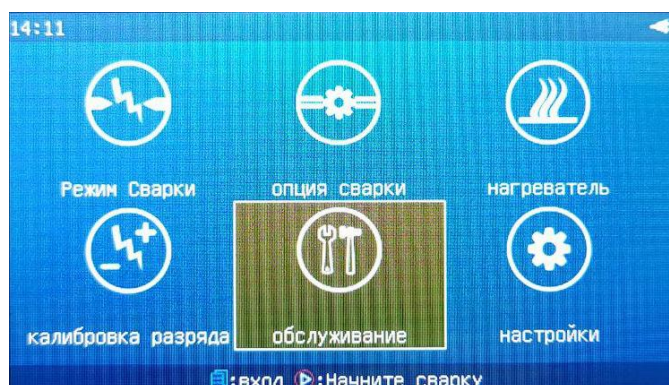 14:11
Режим Сварки опция сварки нагреватель
калибровка разряда обслуживание настройки
:вход :Начните сварку